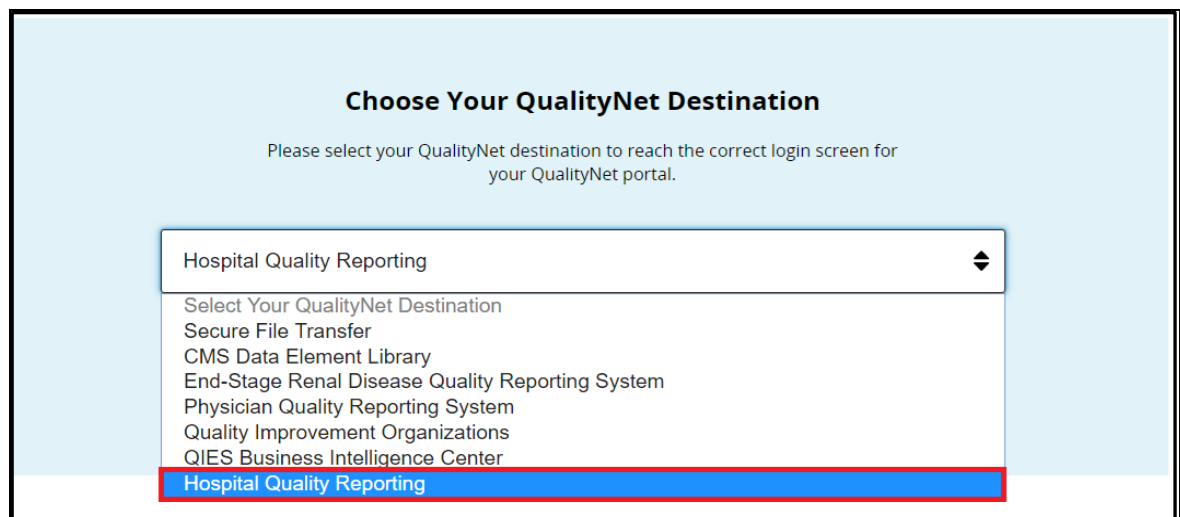 Choose Your QualityNet Destination
Please select your QualityNet destination to reach the correct login screen for
your QualityNet portal.
Hospital Quality Reporting
Select Your QualityNet Destination
Secure File Transfer
CMS Data Element Library
End-Stage Renal Disease Quality Reporting System
Physician Quality Reporting System
Quality Improvement Organizations
QIES Business Intelligence Center
Hospital Quality Reporting